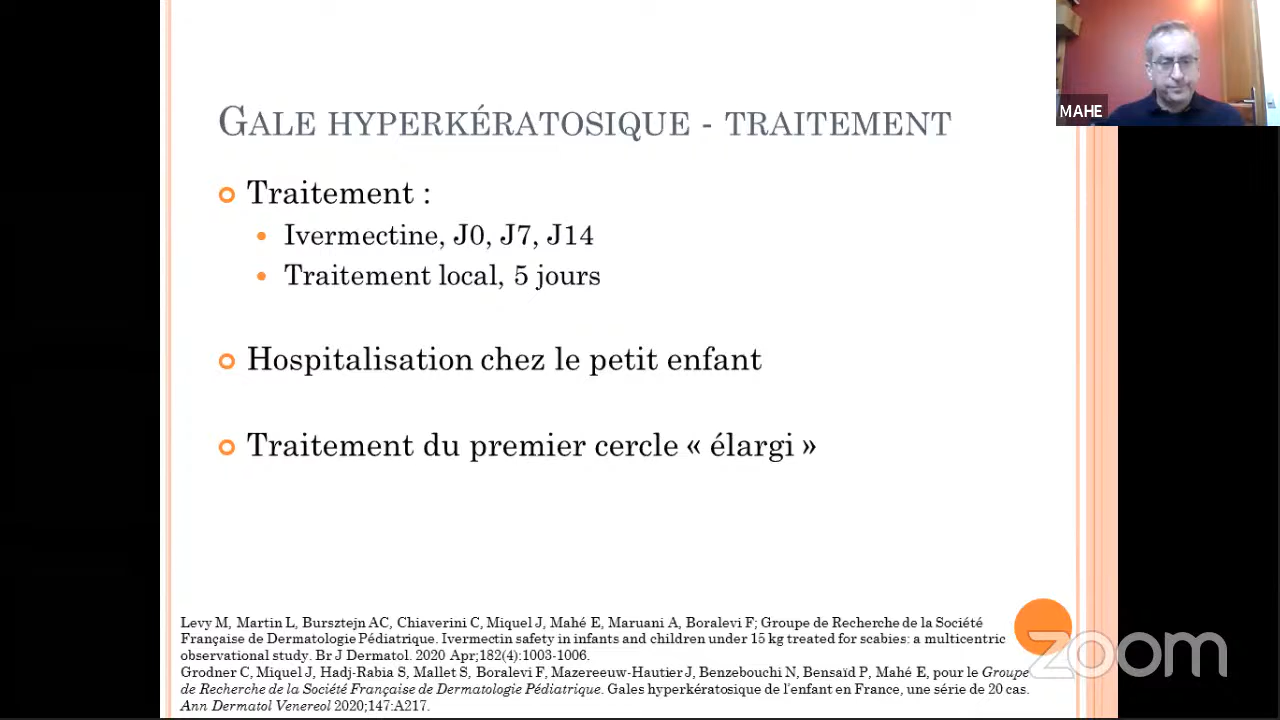 MAHE
GALE HYPERKÉRATOSIQUE - TRAITEMENT
Traitement :
Ivermectine, J0, J7, J14
Traitement local, 5 jours
Hospitalisation chez le petit enfant
Traitement du premier cercle « élargi »
Levy M, Martin L, Bursztejn AC, Chiaverini C, Miquel J, Mahé E, Maruani A, Boralevi F; Groupe de Recherche de la Société
Française de Dermatologie Pédiatrique. Ivermectin safety in infants and children under 15 kg treated for scabies: a multicentric
observational study. Br J Dermatol. 2020 Apr;182(4):1003-1006.
Grodner C, Miquel J, Hadj-Rabia S, Mallet S, Boralevi F, Mazereeuw-Hautier J, Benzebouchi N, Bensaïd P, Mahé E, pour le Groupe
de Recherche de la Société Française de Dermatologie Pédiatrique. Gales hyperkératosique de l'enfant en France, une série de 20 cas.
Ann Dermatol Venereol 2020;147:A217.
zoom